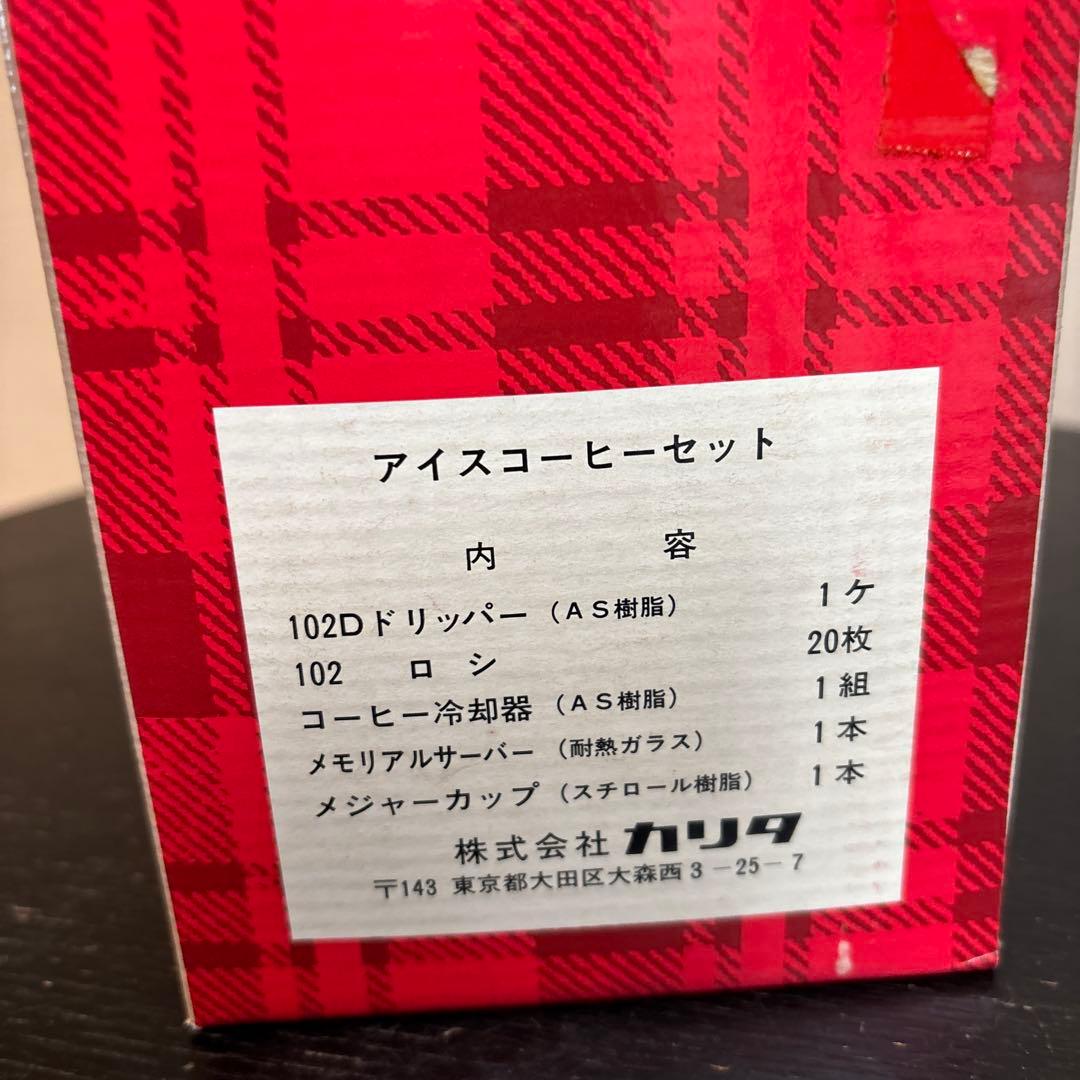 アイスコーヒーセット
内 容
102Dドリッパー（AS樹脂） 1ケ
102 ロシ 20枚
コーヒー冷却器（AS樹脂） 1組
メモリアルサーバー（耐熱ガラス） 1本
メジャーカップ（スチロール樹脂） 1本
株式会社 カリタ
〒143 東京都大田区大森西3-25-7